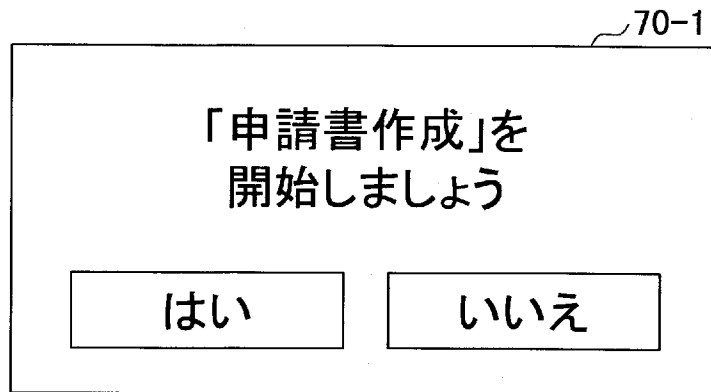 70-1
「申請書作成」を
開始しましょう
はい
いいえ